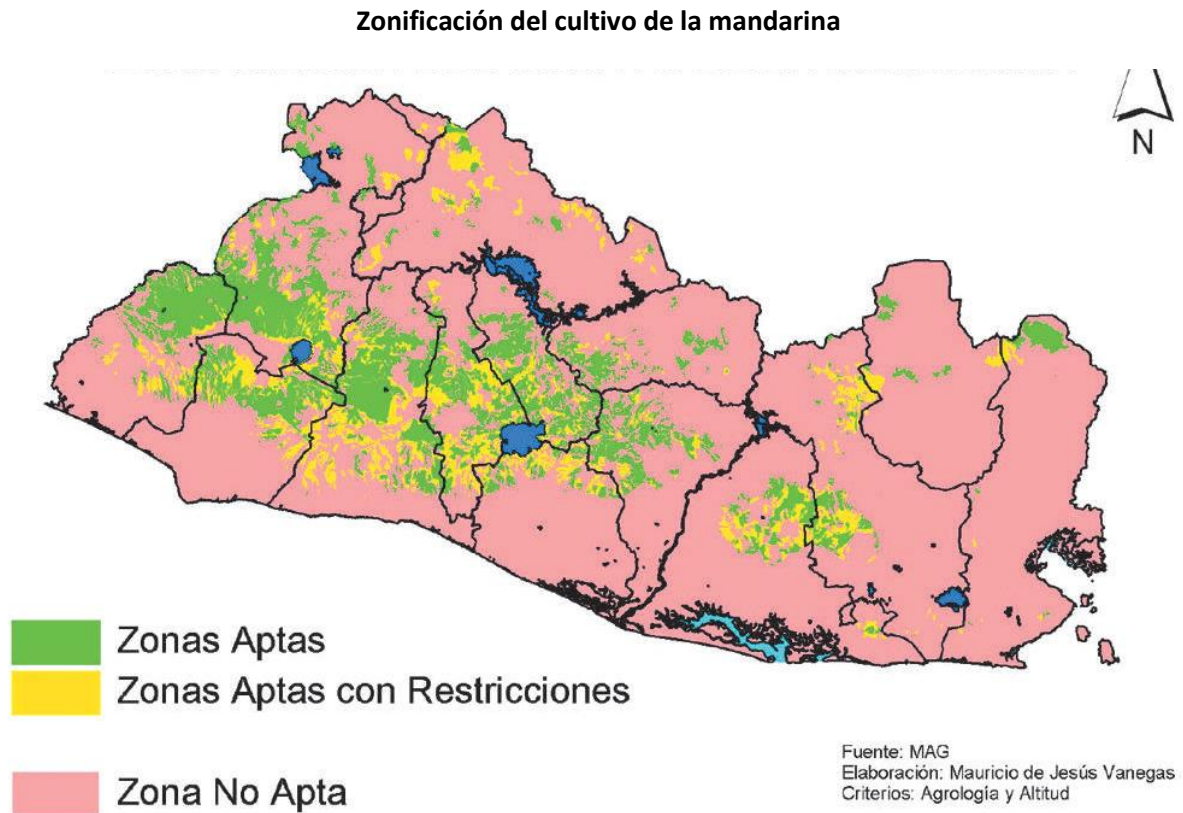 Zonificación del cultivo de la mandarina
N
Zonas Aptas
Zonas Aptas con Restricciones
Zona No Apta
Fuente: MAG
Elaboración: Mauricio de Jesús Vanegas
Criterios: Agrología y Altitud